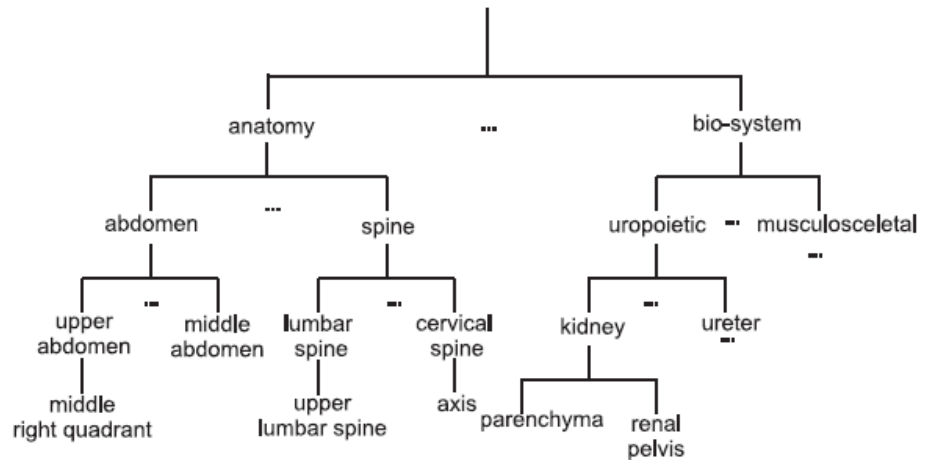 anatomy
...
bio-system
abdomen
...
spine
uropoietic
...
musculosceletal
...
...
...
...
upper
abdomen
middle
abdomen
lumbar
spine
cervical
spine
kidney
ureter
...
middle
right quadrant
upper
lumbar spine
axis
parenchyma
renal
pelvis